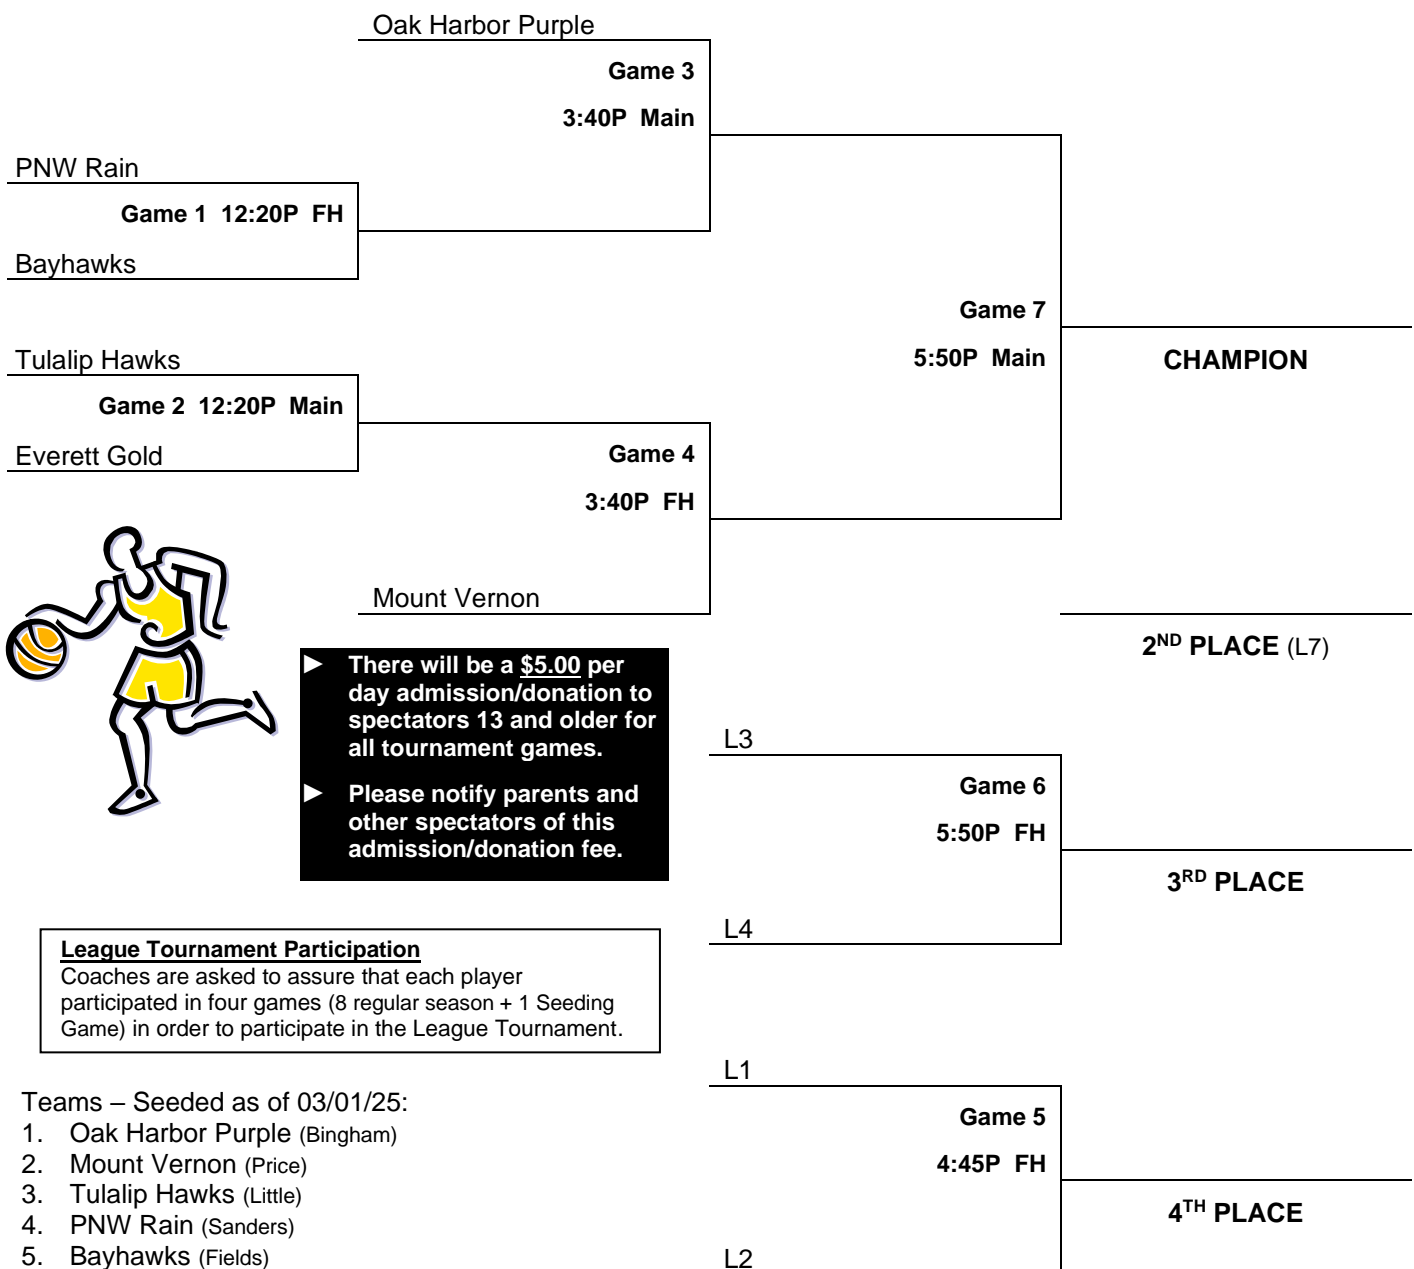 Oak Harbor Purple
Game 3
3:40P Main
PNW Rain
Game 1 12:20P FH
Bayhawks
Game 7
5:50P Main
CHAMPION
Tulalip Hawks
Game 2 12:20P Main
Everett Gold
Game 4
3:40P FH
Mount Vernon
2ND PLACE (L7)
► There will be a $5.00 per
day admission/donation to
spectators 13 and older for
all tournament games.
► Please notify parents and
other spectators of this
admission/donation fee.
L3
Game 6
5:50P FH
3RD PLACE
L4
League Tournament Participation
Coaches are asked to assure that each player
participated in four games (8 regular season + 1 Seeding
Game) in order to participate in the League Tournament.
L1
Game 5
4:45P FH
4TH PLACE
L2
Teams – Seeded as of 03/01/25:
1. Oak Harbor Purple (Bingham)
2. Mount Vernon (Price)
3. Tulalip Hawks (Little)
4. PNW Rain (Sanders)
5. Bayhawks (Fields)